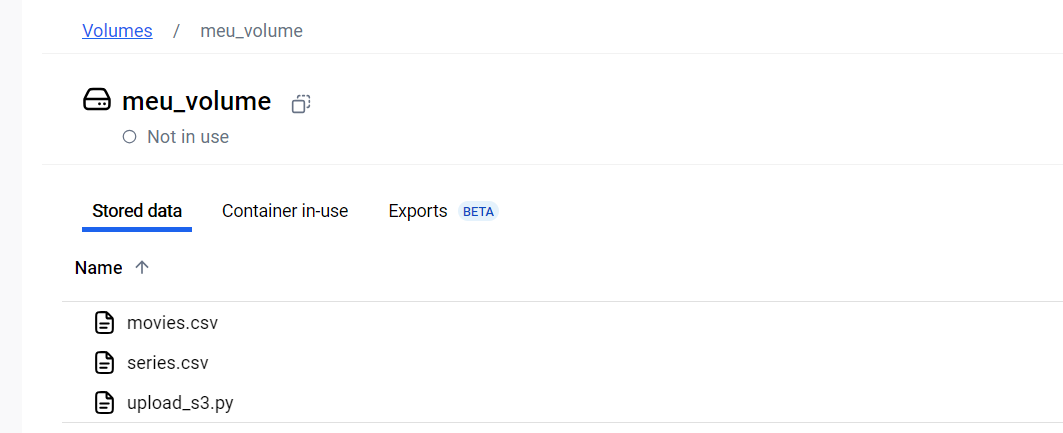 Volumes / meu_volume
meu_volume
Not in use
Stored data Container in-use Exports BETA
Name
movies.csv
series.csv
upload_s3.py